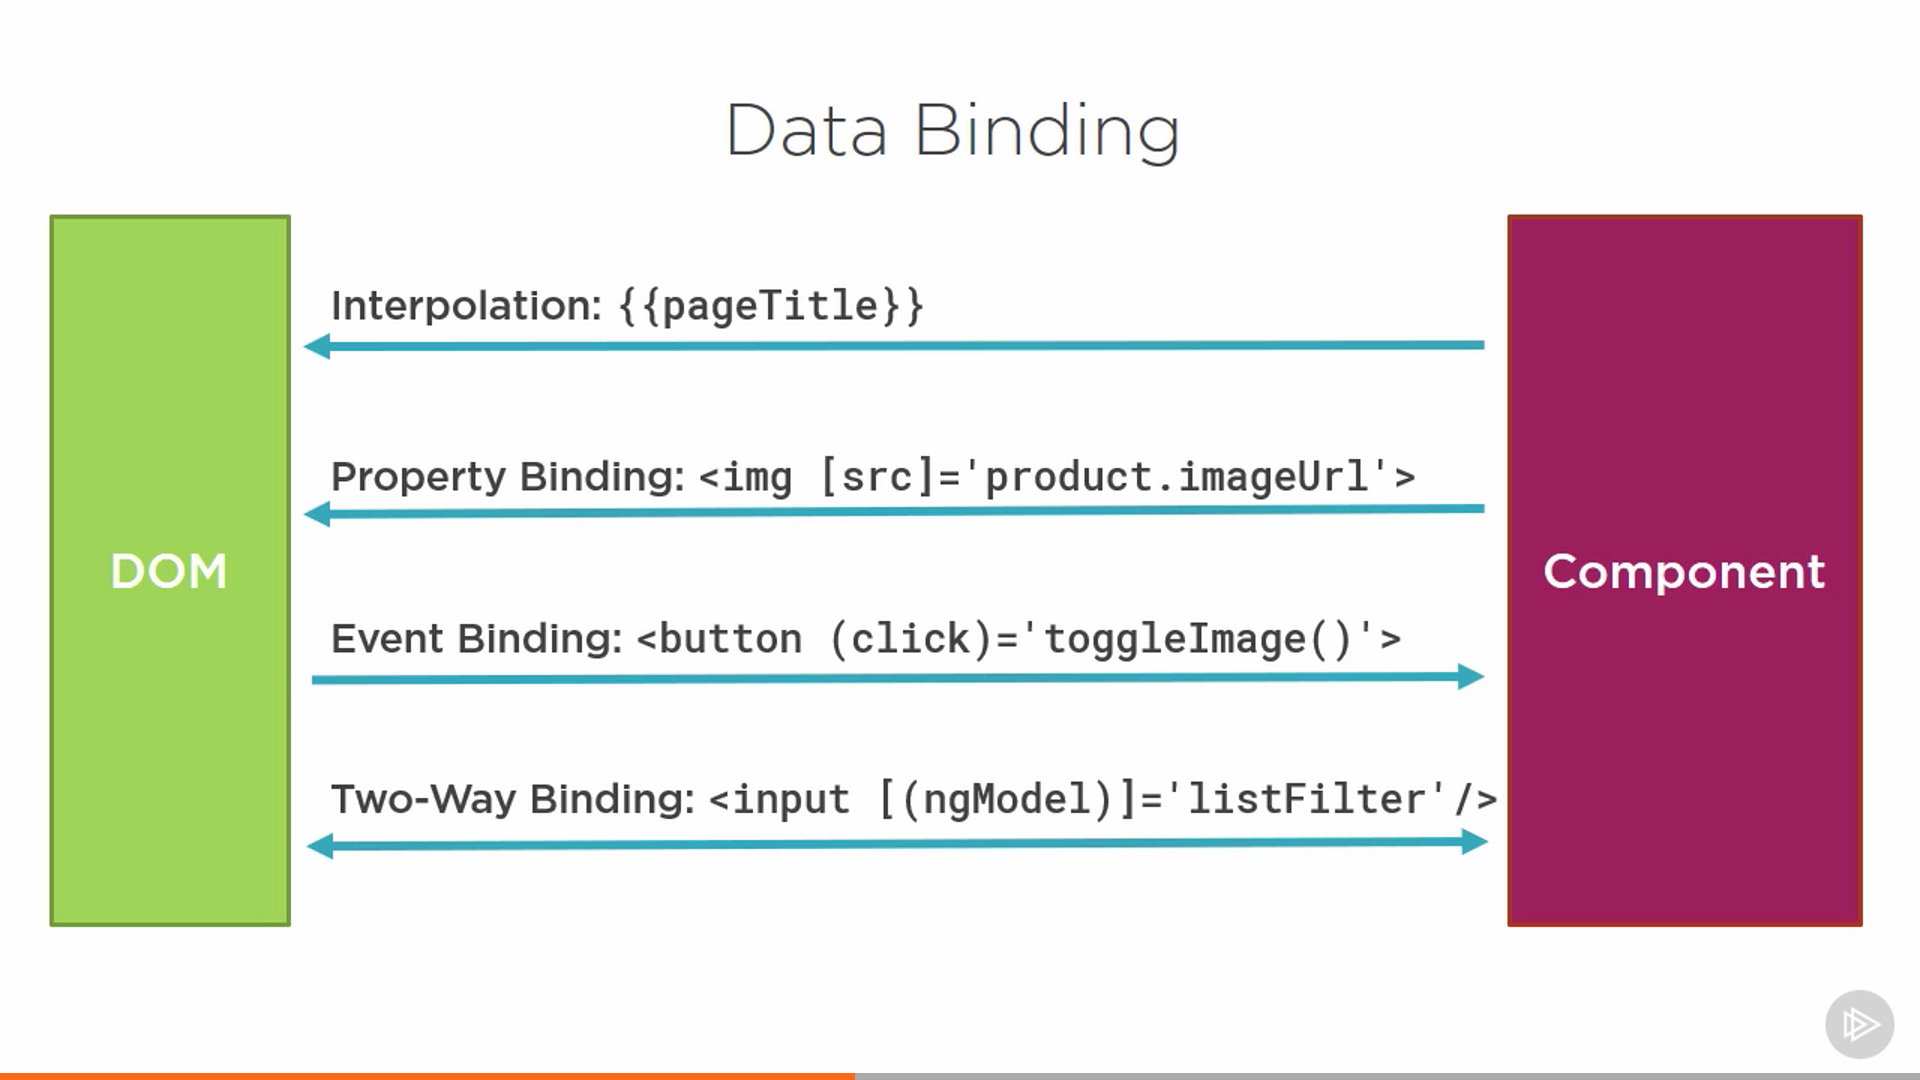 Data Binding
Interpolation: {{pageTitle}}
Property Binding: <img [src]='product.imageUrl'>
DOM
Component
Event Binding: <button (click)='toggleImage()'>
Two-Way Binding: <input [(ngModel)]='listFilter'/>